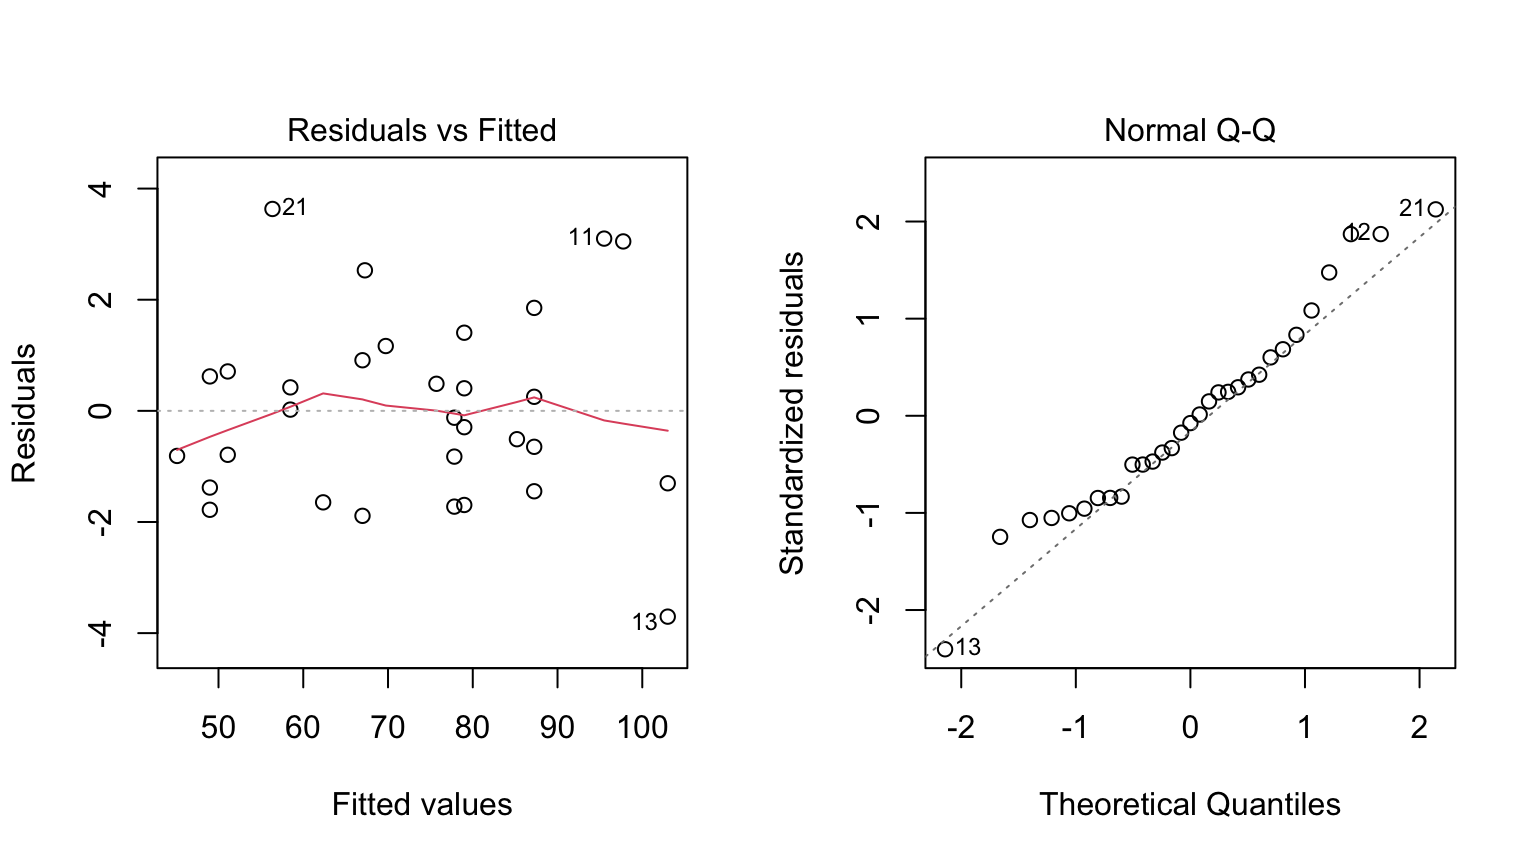 Residuals vs Fitted
Residuals
4
2
0
-2
-4
21
11
13
50 60 70 80 90 100
Fitted values
Normal Q-Q
Standardized residuals
2
1
0
-1
-2
21
12
13
-2 -1 0 1 2
Theoretical Quantiles